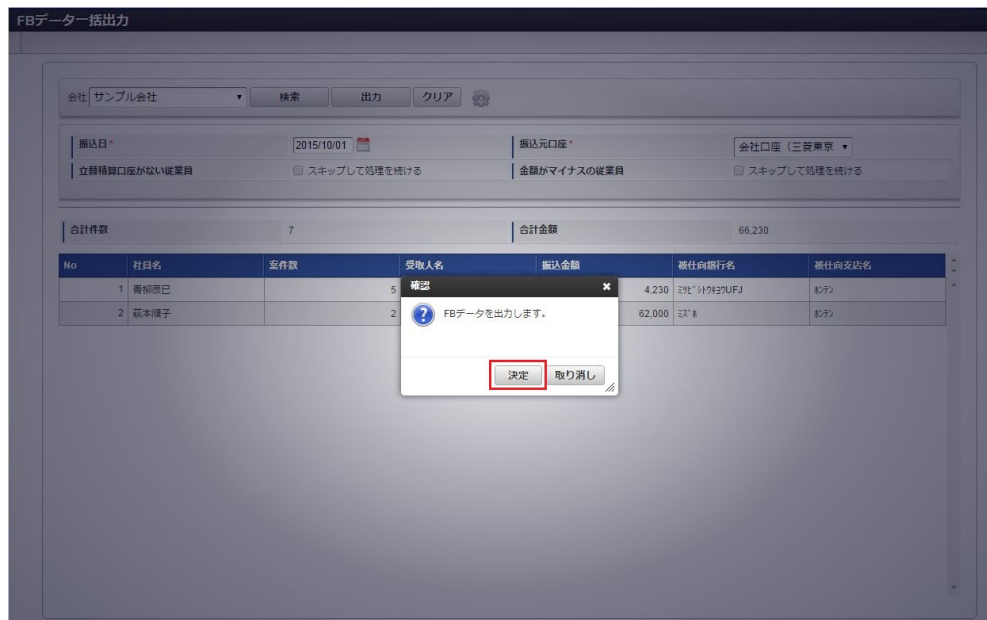 FBデータ一括出力
会社 サンプル会社 検索 出力 クリア
振込日* 2015/10/01 振込元口座* 会社口座（三菱東京
立替精算口座がない従業員 スキップして処理を続ける 金額がマイナスの従業員 スキップして処理を続ける
合計件数 7 合計金額 66,230
No 社員名 案件数 受取人名 振込金額 被仕向銀行名 被仕向支店名
1 青柳辰巳 5 4,230 ﾐﾂﾋﾞｼﾄｳｷﾖｳUFJ ﾎﾝﾃﾝ
2 萩本順子 2 62,000 ﾐｽﾞﾎ ﾎﾝﾃﾝ
確認
FBデータを出力します。
決定 取り消し